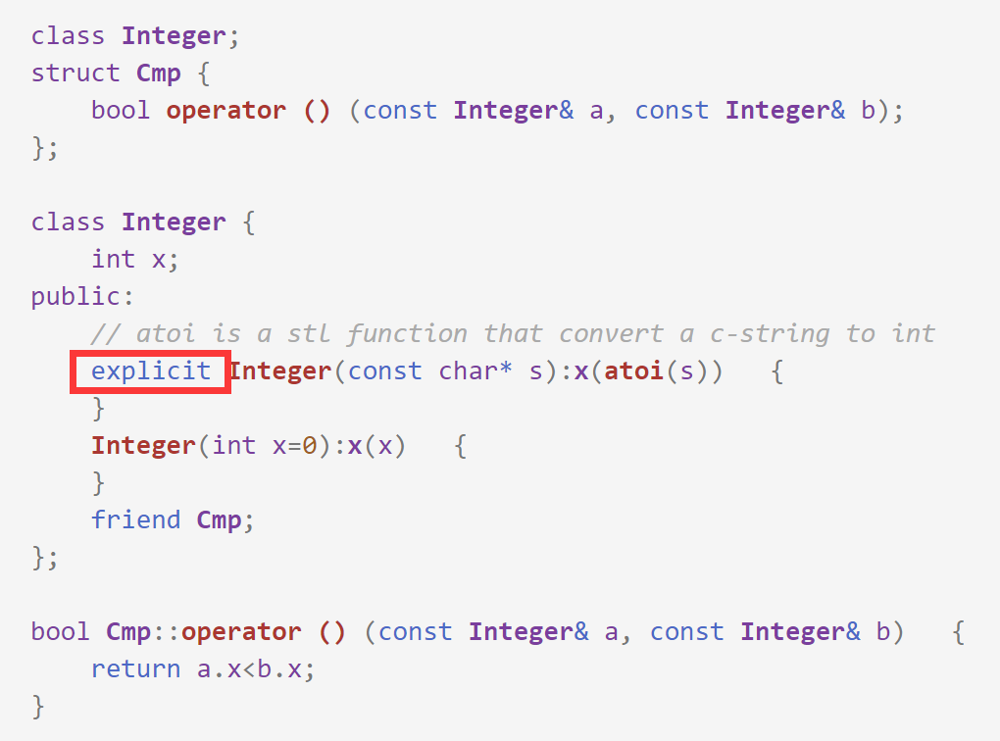 class Integer;
struct Cmp {
    bool operator () (const Integer& a, const Integer& b);
};

class Integer {
    int x;
public:
    // atoi is a stl function that convert a c-string to int
    explicit Integer(const char* s):x(atoi(s))   {
    }
    Integer(int x=0):x(x)   {
    }
    friend Cmp;
};

bool Cmp::operator () (const Integer& a, const Integer& b)   {
    return a.x<b.x;
}